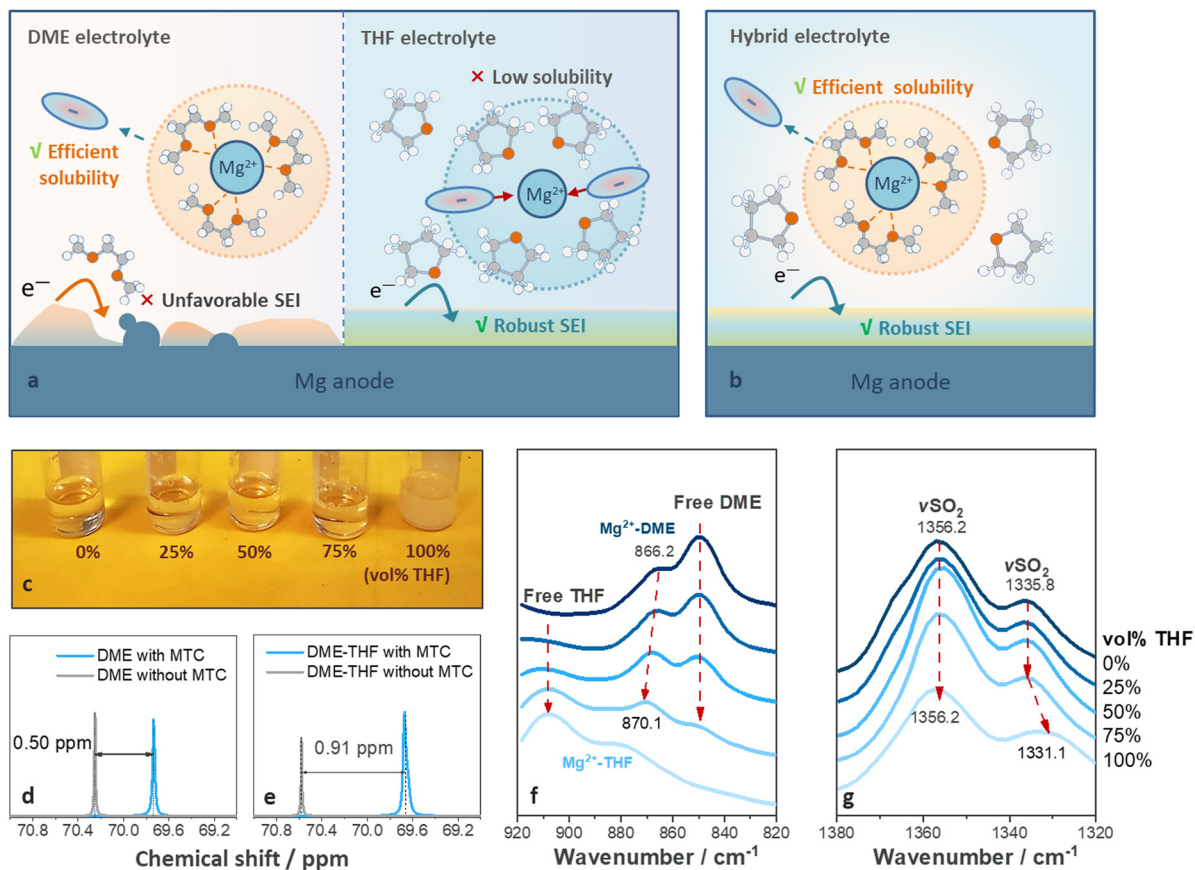 DME electrolyte
√ Efficient
solubility
Mg²⁺
e⁻
× Unfavorable SEI
THF electrolyte
× Low solubility
Mg²⁺
e⁻
√ Robust SEI
a
Mg anode
Hybrid electrolyte
√ Efficient solubility
Mg²⁺
e⁻
√ Robust SEI
b
Mg anode
0% 25% 50% 75% 100%
(vol% THF)
c
DME with MTC
DME without MTC
0.50 ppm
d
70.8 70.4 70.0 69.6 69.2
DME-THF with MTC
DME-THF without MTC
0.91 ppm
e
70.8 70.4 70.0 69.6 69.2
Chemical shift / ppm
Free DME
Mg²⁺-DME
866.2
Free THF
870.1
Mg²⁺-THF
f
920 900 880 860 840 820
Wavenumber / cm⁻¹
vSO₂
1356.2
vSO₂
1335.8
1356.2
1331.1
g
1380 1360 1340 1320
Wavenumber / cm⁻¹
vol% THF
0%
25%
50%
75%
100%